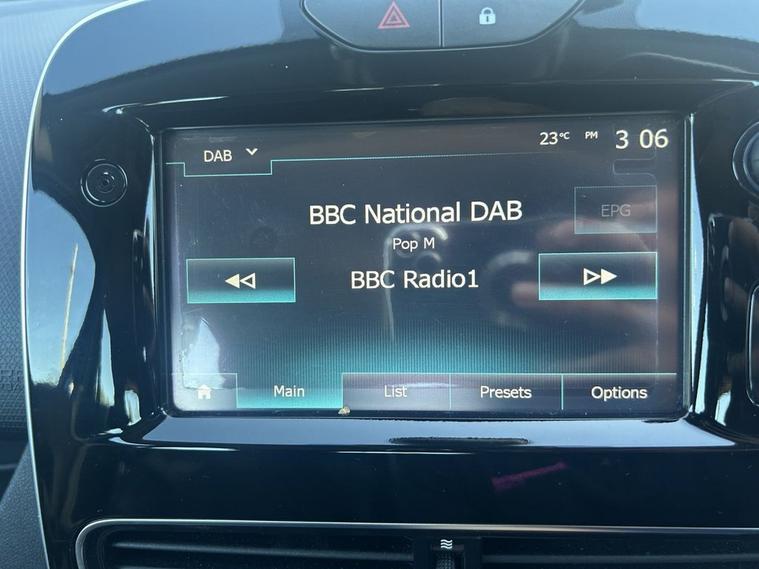 DAB
23°C PM 3 06
BBC National DAB
EPG
Pop M
BBC Radio1
Main List Presets Options